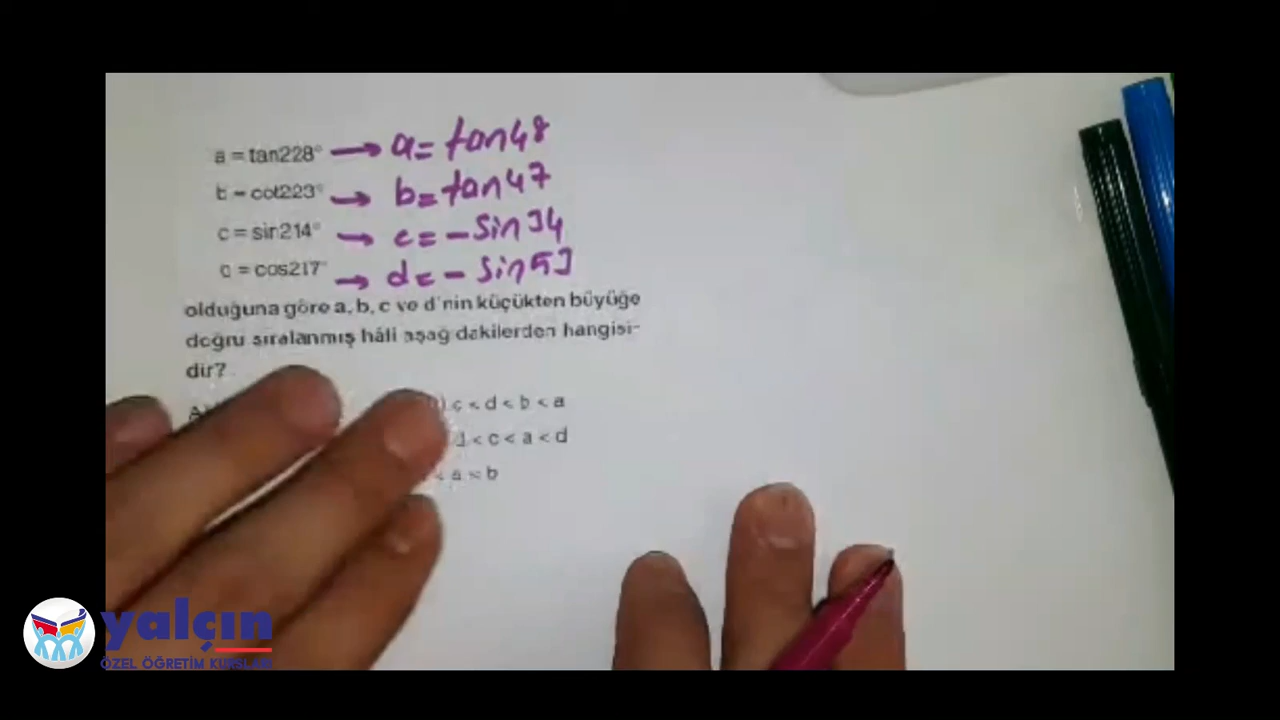 a = tan228° → a = tan48
b = cot223° → b = tan47
c = sin214° → c = -sin34
d = cos217° → d = -sin53
olduğuna göre a, b, c ve d'nin küçükten büyüğe
doğru sıralanmış hâli aşağıdakilerden hangisi-
dir?
A)
c < d < b < a
< c < a < d
< a < b
yalçın
ÖZEL ÖĞRETİM KURSLARI